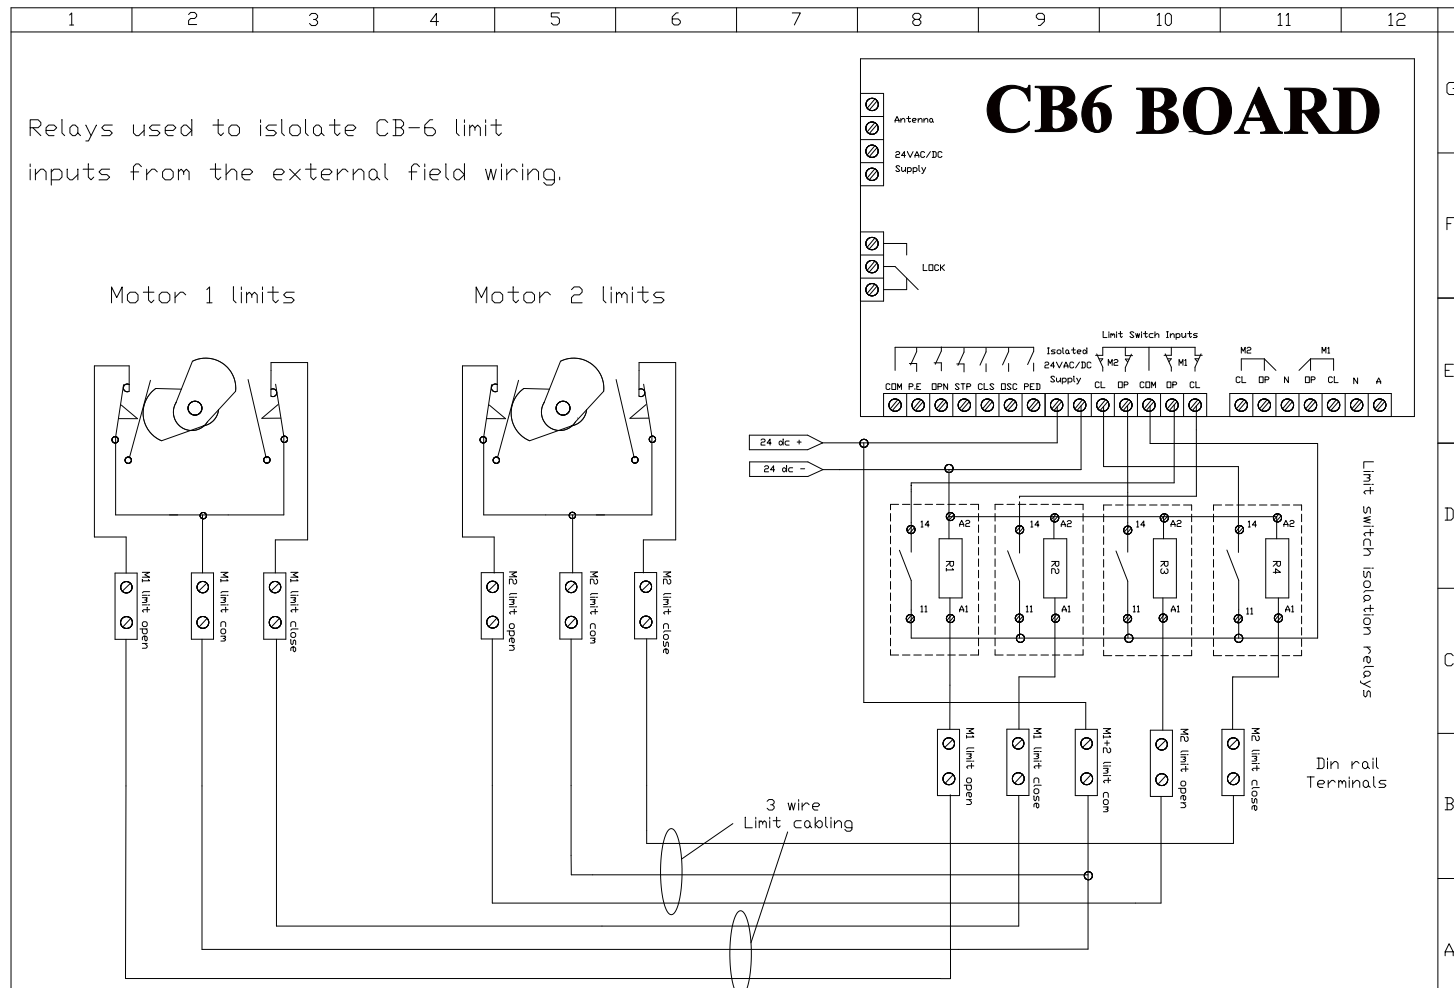 1 2 3 4 5 6 7 8 9 10 11 12
G
F
E
D
C
B
A
CB6 BOARD
Relays used to islolate CB-6 limit
inputs from the external field wiring.
Antenna
24VAC/DC
Supply
LOCK
Motor 1 limits
Motor 2 limits
Limit Switch Inputs
Isolated
24VAC/DC
Supply
M2 M1
M2 M1
COM P.E OPN STP CLS OSC PED
CL OP COM OP CL
CL OP N OP CL N A
24 dc +
24 dc -
14 A2 14 A2 14 A2 14 A2
R1 R2 R3 R4
11 A1 11 A1 11 A1 11 A1
Limit switch isolation relays
M1 limit open
M1 limit com
M1 limit close
M2 limit open
M2 limit com
M2 limit close
M1 limit open
M1 limit close
M1+2 limit com
M2 limit open
M2 limit close
Din rail
Terminals
3 wire
Limit cabling